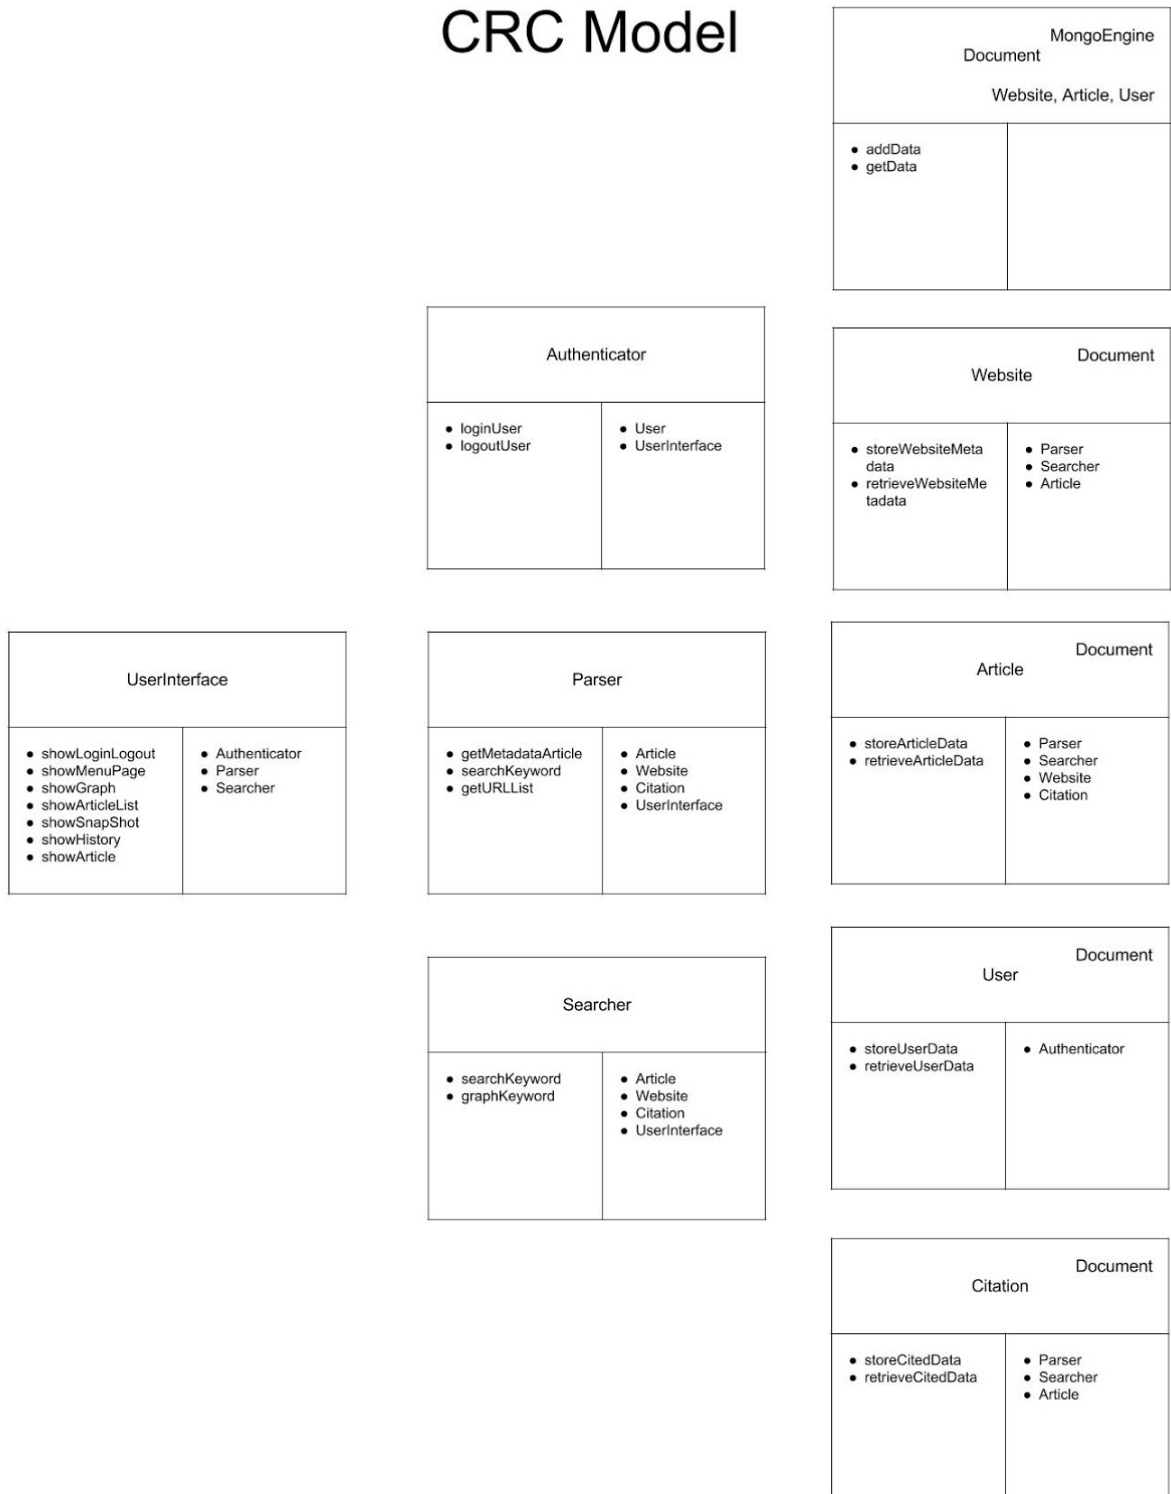 CRC Model
MongoEngine
Document
Website, Article, User
● addData
● getData
Authenticator
● loginUser
● logoutUser
● User
● UserInterface
Document
Website
● storeWebsiteMeta
data
● retrieveWebsiteMe
tadata
● Parser
● Searcher
● Article
UserInterface
● showLoginLogout
● showMenuPage
● showGraph
● showArticleList
● showSnapShot
● showHistory
● showArticle
● Authenticator
● Parser
● Searcher
Parser
● getMetadataArticle
● searchKeyword
● getURLList
● Article
● Website
● Citation
● UserInterface
Document
Article
● storeArticleData
● retrieveArticleData
● Parser
● Searcher
● Website
● Citation
Searcher
● searchKeyword
● graphKeyword
● Article
● Website
● Citation
● UserInterface
Document
User
● storeUserData
● retrieveUserData
● Authenticator
Document
Citation
● storeCitedData
● retrieveCitedData
● Parser
● Searcher
● Article